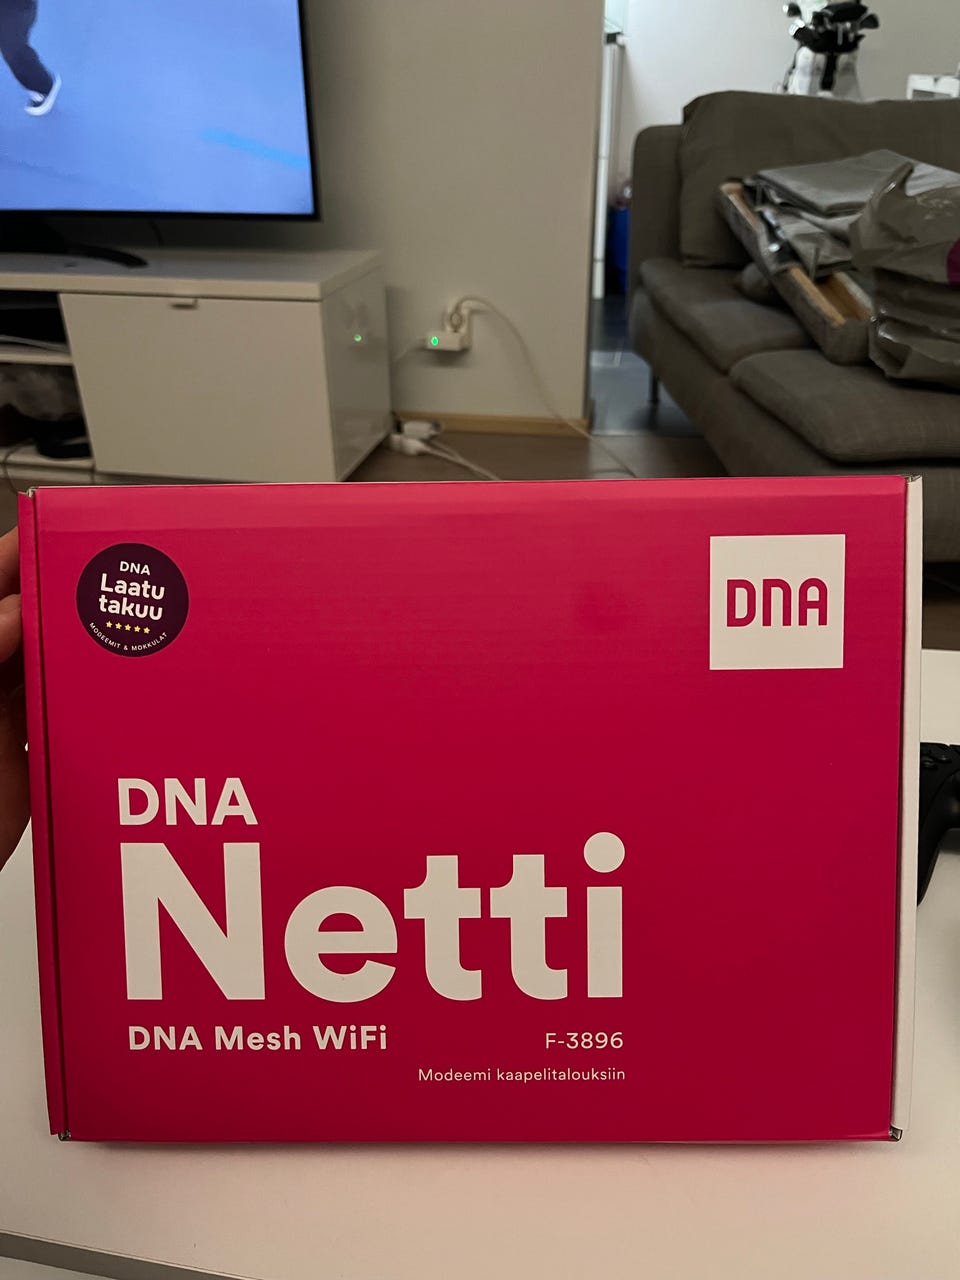 DNA
Laatu
takuu
MODEEMIT & MOKKULAT
DNA
DNA
Netti
DNA Mesh WiFi
F-3896
Modeemi kaapelitalouksiin